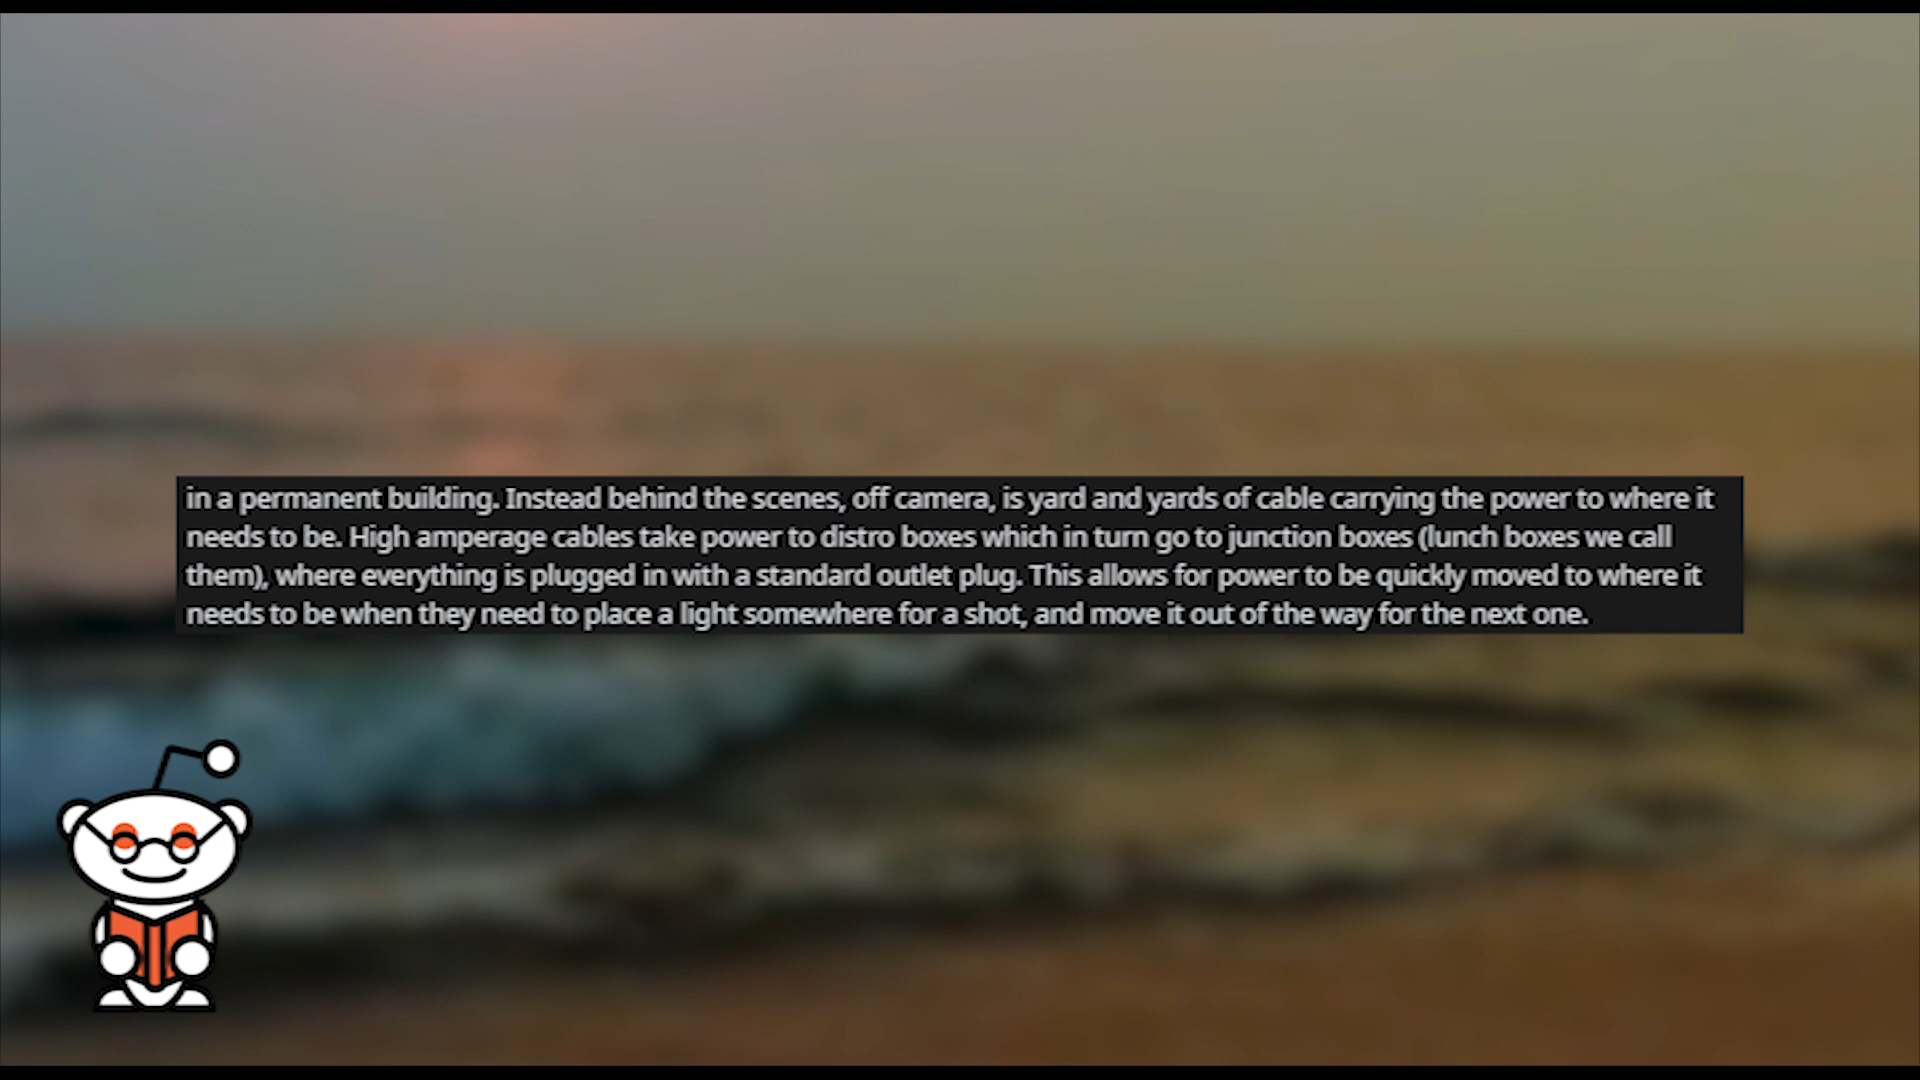 in a permanent building. Instead behind the scenes, off camera, is yard and yards of cable carrying the power to where it
needs to be. High amperage cables take power to distro boxes which in turn go to junction boxes (lunch boxes we call
them), where everything is plugged in with a standard outlet plug. This allows for power to be quickly moved to where it
needs to be when they need to place a light somewhere for a shot, and move it out of the way for the next one.